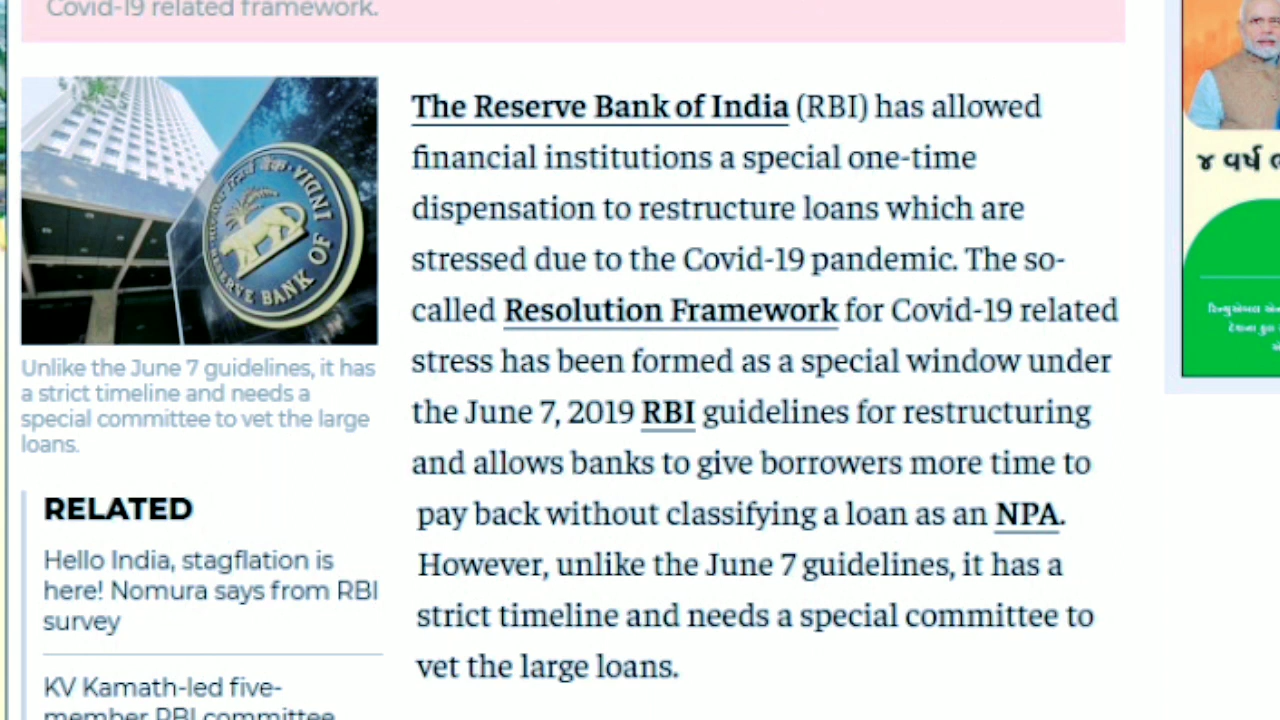 Covid-19 related framework.
RESERVE BANK OF INDIA
Unlike the June 7 guidelines, it has
a strict timeline and needs a
special committee to vet the large
loans.
RELATED
Hello India, stagflation is
here! Nomura says from RBI
survey
KV Kamath-led five-
member RBI committee
The Reserve Bank of India (RBI) has allowed
financial institutions a special one-time
dispensation to restructure loans which are
stressed due to the Covid-19 pandemic. The so-
called Resolution Framework for Covid-19 related
stress has been formed as a special window under
the June 7, 2019 RBI guidelines for restructuring
and allows banks to give borrowers more time to
pay back without classifying a loan as an NPA.
However, unlike the June 7 guidelines, it has a
strict timeline and needs a special committee to
vet the large loans.
૪ વર્ષ